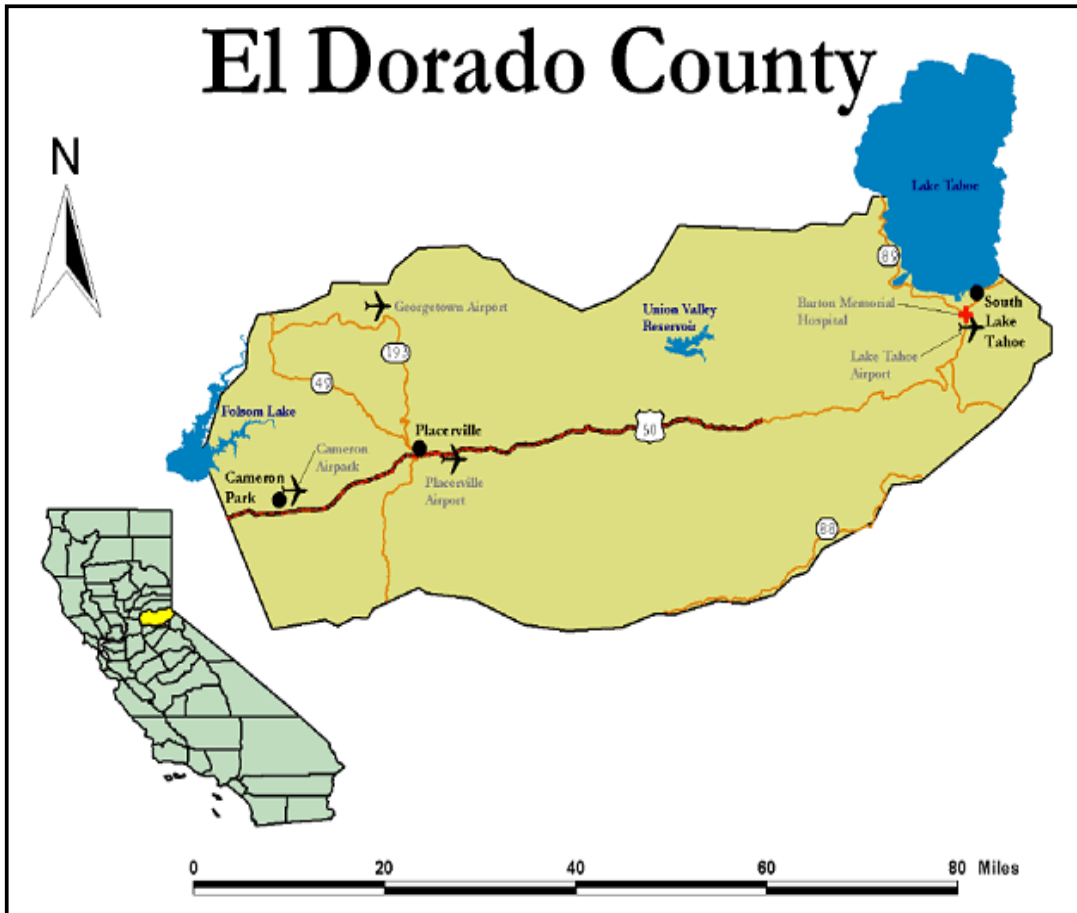 El Dorado County
N
Lake Tahoe
89
Georgetown Airport
Union Valley
Reservoir
Barton Memorial
Hospital
South
Lake
Tahoe
193
Lake Tahoe
Airport
49
Folsom Lake
Placerville
50
Cameron
Airpark
Cameron
Park
Placerville
Airport
88
0 20 40 60 80 Miles